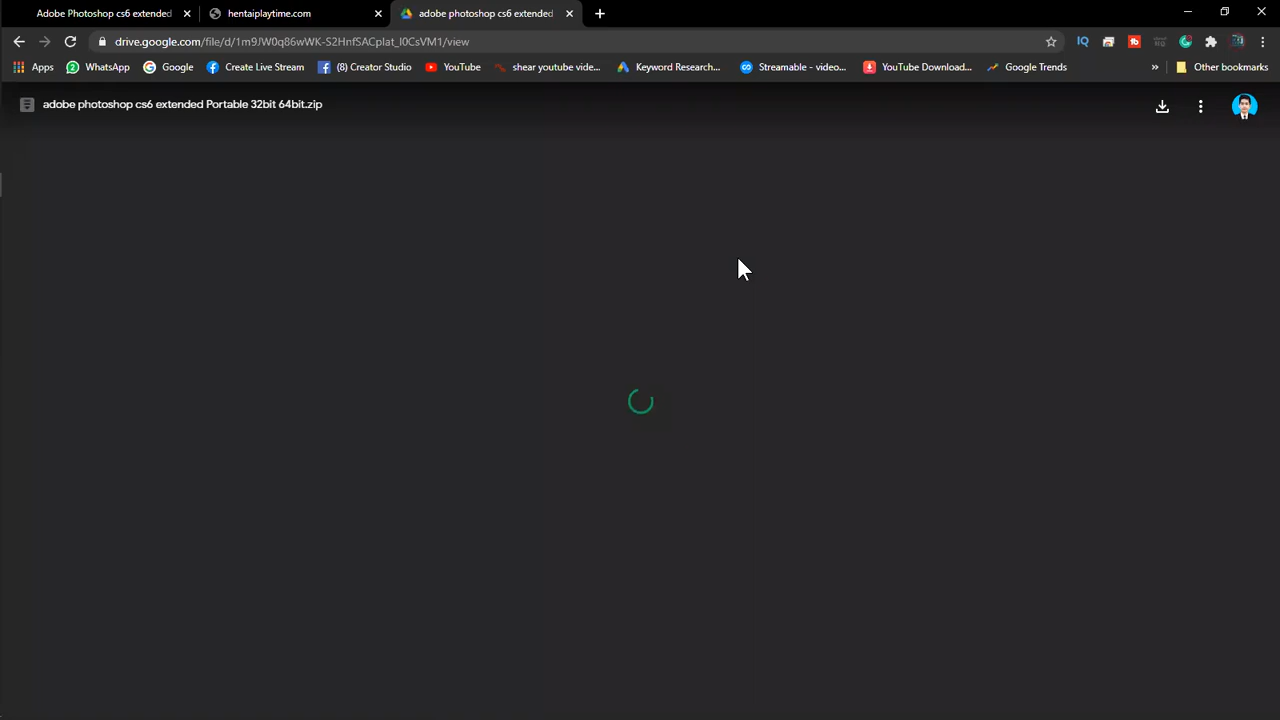 Adobe Photoshop cs6 extended
hentaiplaytime.com
adobe photoshop cs6 extended
drive.google.com/file/d/1m9JW0q86wWK-S2HnfSACplat_l0CsVM1/view
Apps
WhatsApp
Google
Create Live Stream
(8) Creator Studio
YouTube
shear youtube vide...
Keyword Research...
Streamable - video...
YouTube Download...
Google Trends
»
Other bookmarks
adobe photoshop cs6 extended Portable 32bit 64bit.zip